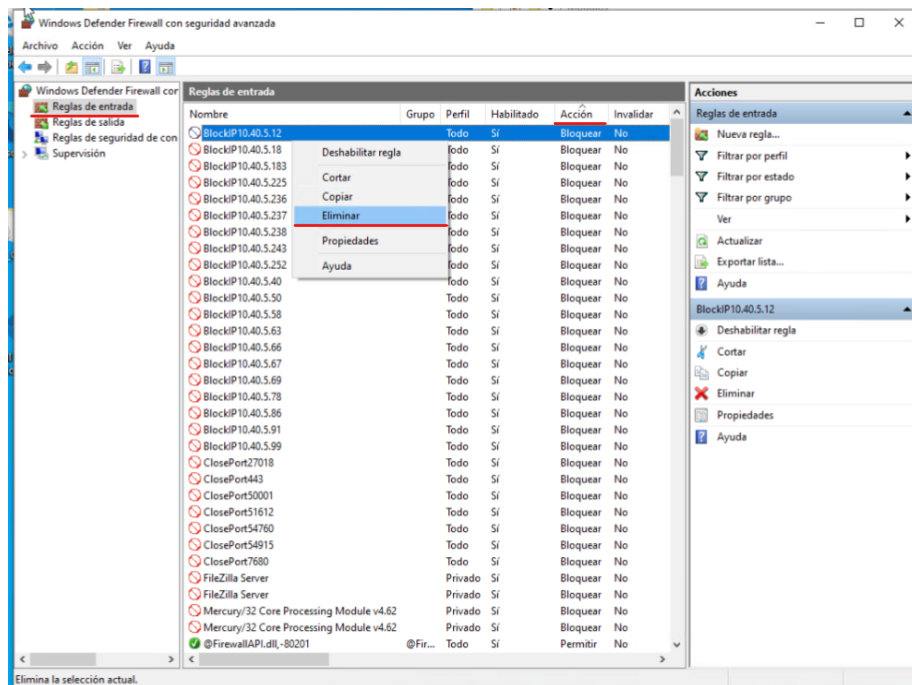 Windows Defender Firewall con seguridad avanzada
Archivo Acción Ver Ayuda
Windows Defender Firewall con
Reglas de entrada
Reglas de salida
Reglas de seguridad de con
Supervisión
Reglas de entrada
Nombre Grupo Perfil Habilitado Acción Invalidar
BlockIP10.40.5.12 Todo Sí Bloquear No
BlockIP10.40.5.18 Todo Sí Bloquear No
BlockIP10.40.5.183 Todo Sí Bloquear No
BlockIP10.40.5.225 Todo Sí Bloquear No
BlockIP10.40.5.236 Todo Sí Bloquear No
BlockIP10.40.5.237 Todo Sí Bloquear No
BlockIP10.40.5.238 Todo Sí Bloquear No
BlockIP10.40.5.243 Todo Sí Bloquear No
BlockIP10.40.5.252 Todo Sí Bloquear No
BlockIP10.40.5.40 Todo Sí Bloquear No
BlockIP10.40.5.50 Todo Sí Bloquear No
BlockIP10.40.5.58 Todo Sí Bloquear No
BlockIP10.40.5.63 Todo Sí Bloquear No
BlockIP10.40.5.66 Todo Sí Bloquear No
BlockIP10.40.5.67 Todo Sí Bloquear No
BlockIP10.40.5.69 Todo Sí Bloquear No
BlockIP10.40.5.78 Todo Sí Bloquear No
BlockIP10.40.5.86 Todo Sí Bloquear No
BlockIP10.40.5.91 Todo Sí Bloquear No
BlockIP10.40.5.99 Todo Sí Bloquear No
ClosePort27018 Todo Sí Bloquear No
ClosePort443 Todo Sí Bloquear No
ClosePort50001 Todo Sí Bloquear No
ClosePort51612 Todo Sí Bloquear No
ClosePort54760 Todo Sí Bloquear No
ClosePort54915 Todo Sí Bloquear No
ClosePort7680 Todo Sí Bloquear No
FileZilla Server Privado Sí Bloquear No
FileZilla Server Privado Sí Bloquear No
Mercury/32 Core Processing Module v4.62 Privado Sí Bloquear No
Mercury/32 Core Processing Module v4.62 Privado Sí Bloquear No
@FirewallAPI.dll,-80201 @Fir... Todo Sí Permitir No
Deshabilitar regla
Cortar
Copiar
Eliminar
Propiedades
Ayuda
Acciones
Reglas de entrada
Nueva regla...
Filtrar por perfil
Filtrar por estado
Filtrar por grupo
Ver
Actualizar
Exportar lista...
Ayuda
BlockIP10.40.5.12
Deshabilitar regla
Cortar
Copiar
Eliminar
Propiedades
Ayuda
Elimina la selección actual.